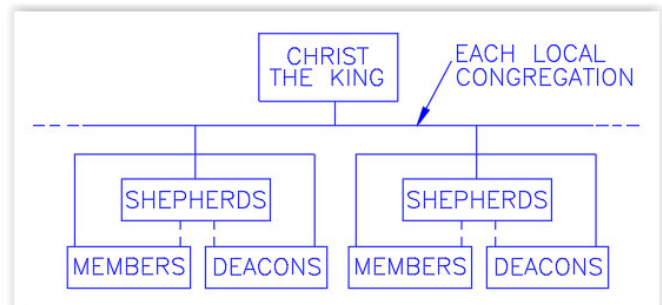 CHRIST
THE KING
EACH LOCAL
CONGREGATION
SHEPHERDS
SHEPHERDS
MEMBERS
DEACONS
MEMBERS
DEACONS